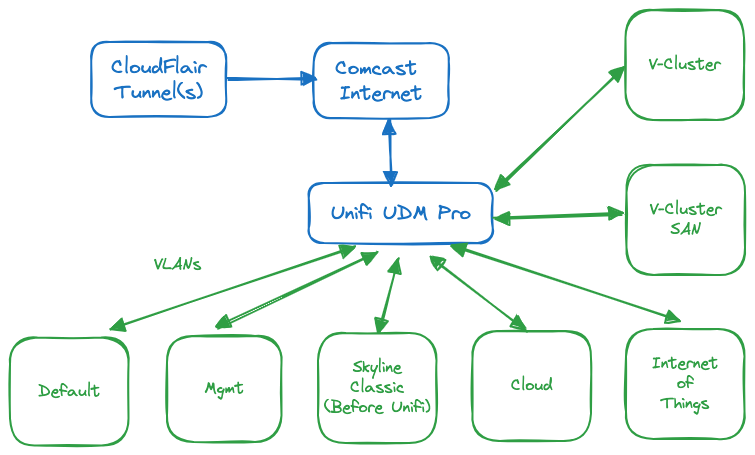 CloudFlair
Tunnel(s)
Comcast
Internet
V-Cluster
Unifi UDM Pro
V-Cluster
SAN
VLANs
Default
Mgmt
Skyline
Classic
(Before Unifi)
Cloud
Internet
of
Things